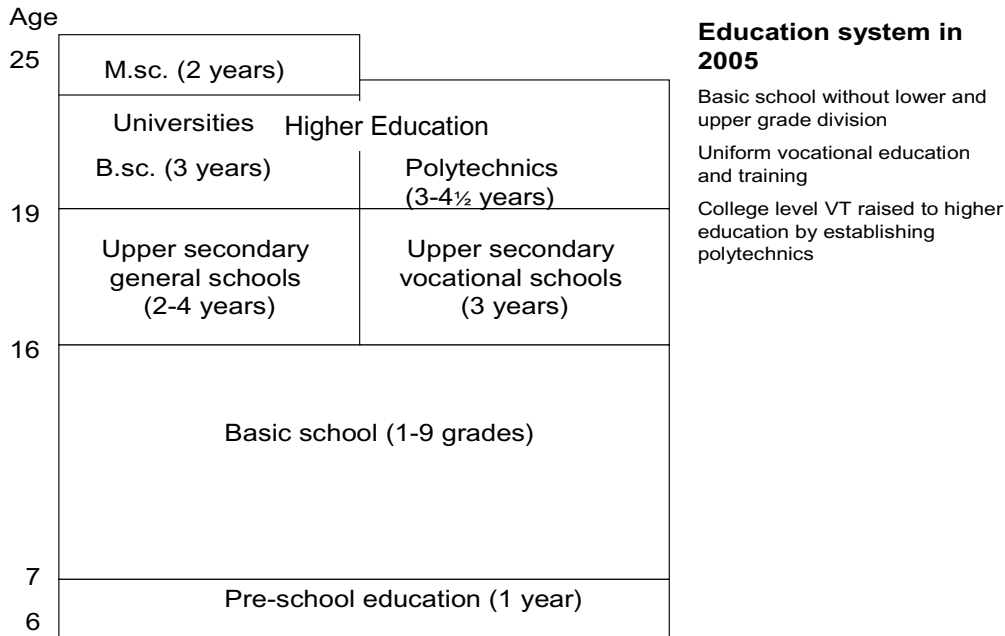 Age
25
M.sc. (2 years)
Universities
Higher Education
B.sc. (3 years)
Polytechnics
(3-4½ years)
19
Upper secondary
general schools
(2-4 years)
Upper secondary
vocational schools
(3 years)
16
Basic school (1-9 grades)
7
Pre-school education (1 year)
6
Education system in
2005
Basic school without lower and
upper grade division
Uniform vocational education
and training
College level VT raised to higher
education by establishing
polytechnics